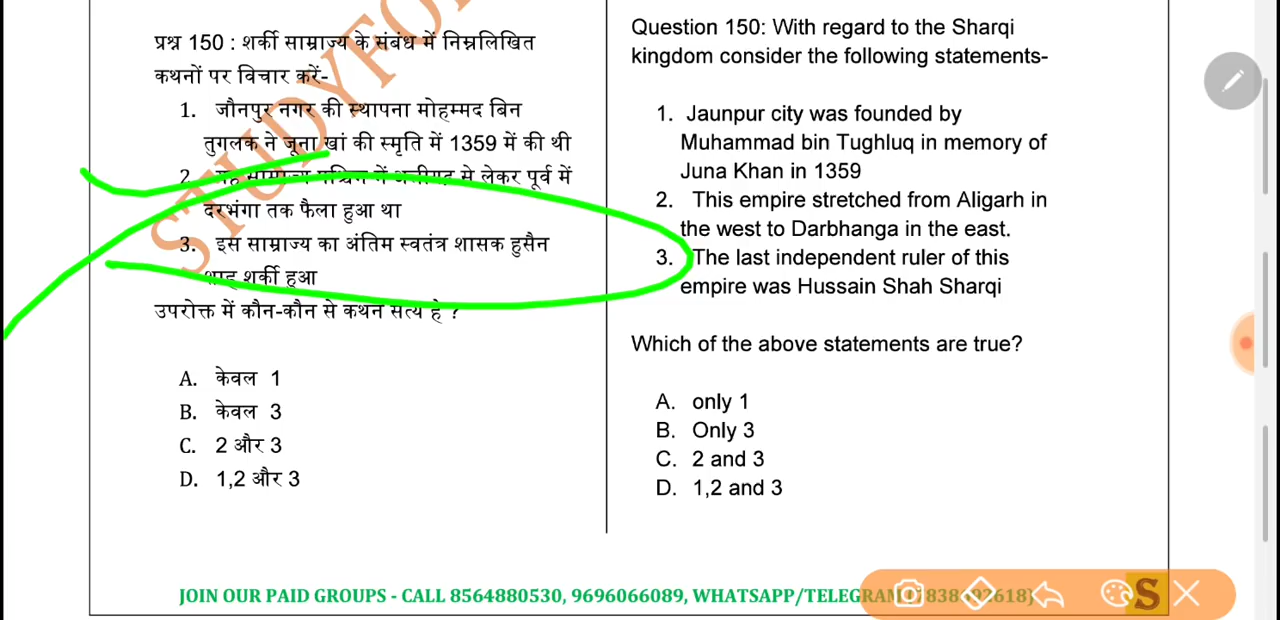 प्रश्न 150 : शर्की साम्राज्य के संबंध में निम्नलिखित
कथनों पर विचार करें-
1. जौनपुर नगर की स्थापना मोहम्मद बिन
तुगलक ने जूना खां की स्मृति में 1359 में की थी
2. यह साम्राज्य पश्चिम में अलीगढ़ से लेकर पूर्व में
दरभंगा तक फैला हुआ था
3. इस साम्राज्य का अंतिम स्वतंत्र शासक हुसैन
शाह शर्की हुआ
उपरोक्त में कौन-कौन से कथन सत्य है ?
A. केवल 1
B. केवल 3
C. 2 और 3
D. 1,2 और 3
Question 150: With regard to the Sharqi
kingdom consider the following statements-
1. Jaunpur city was founded by
Muhammad bin Tughluq in memory of
Juna Khan in 1359
2. This empire stretched from Aligarh in
the west to Darbhanga in the east.
3. The last independent ruler of this
empire was Hussain Shah Sharqi
Which of the above statements are true?
A. only 1
B. Only 3
C. 2 and 3
D. 1,2 and 3
STUDYFO
JOIN OUR PAID GROUPS - CALL 8564880530, 9696066089, WHATSAPP/TELEGRAM
S